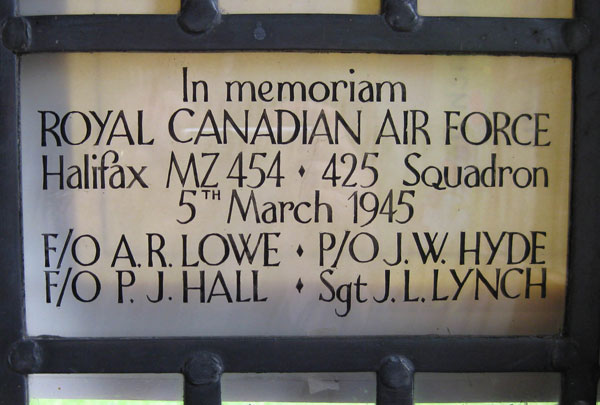 In memoriam
ROYAL CANADIAN AIR FORCE
Halifax MZ 454 ♦ 425 Squadron
5TH March 1945
F/O A. R. LOWE ♦ P/O J. W. HYDE
F/O P. J. HALL ♦ Sgt J. L. LYNCH